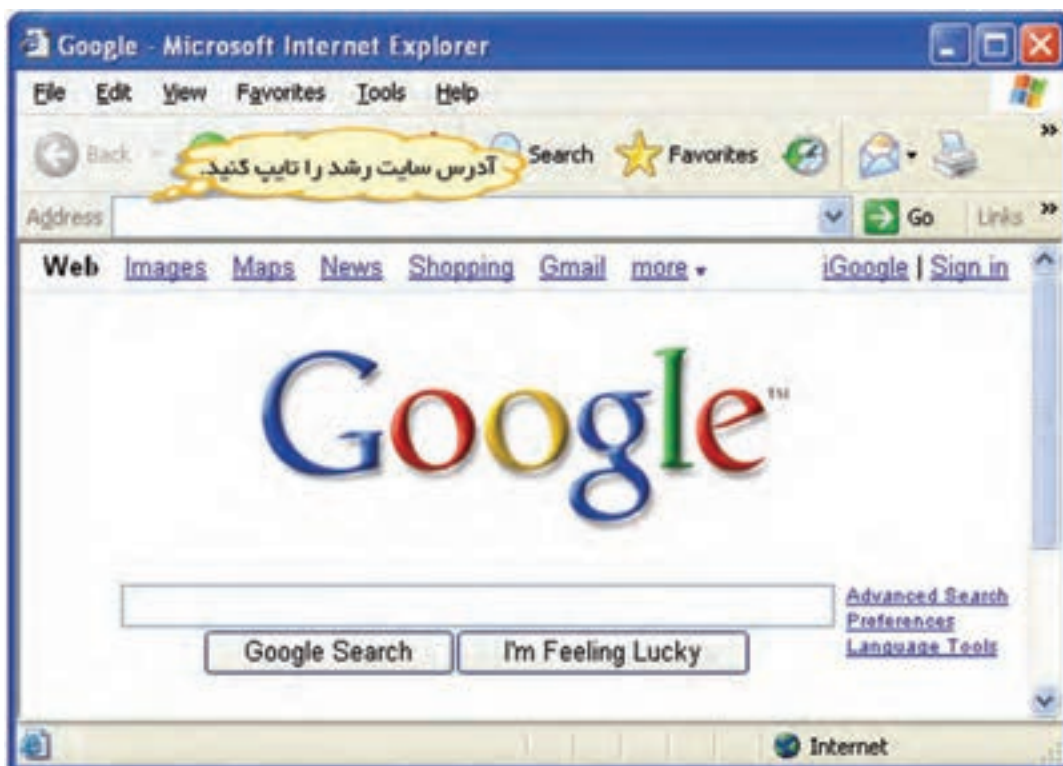 Google - Microsoft Internet Explorer
File Edit View Favorites Tools Help
Back Search Favorites »
آدرس سایت رشد را تایپ کنید.
Address Go Links »
Web Images Maps News Shopping Gmail more iGoogle | Sign in
Google™
Advanced Search
Preferences
Language Tools
Google Search I'm Feeling Lucky
Internet